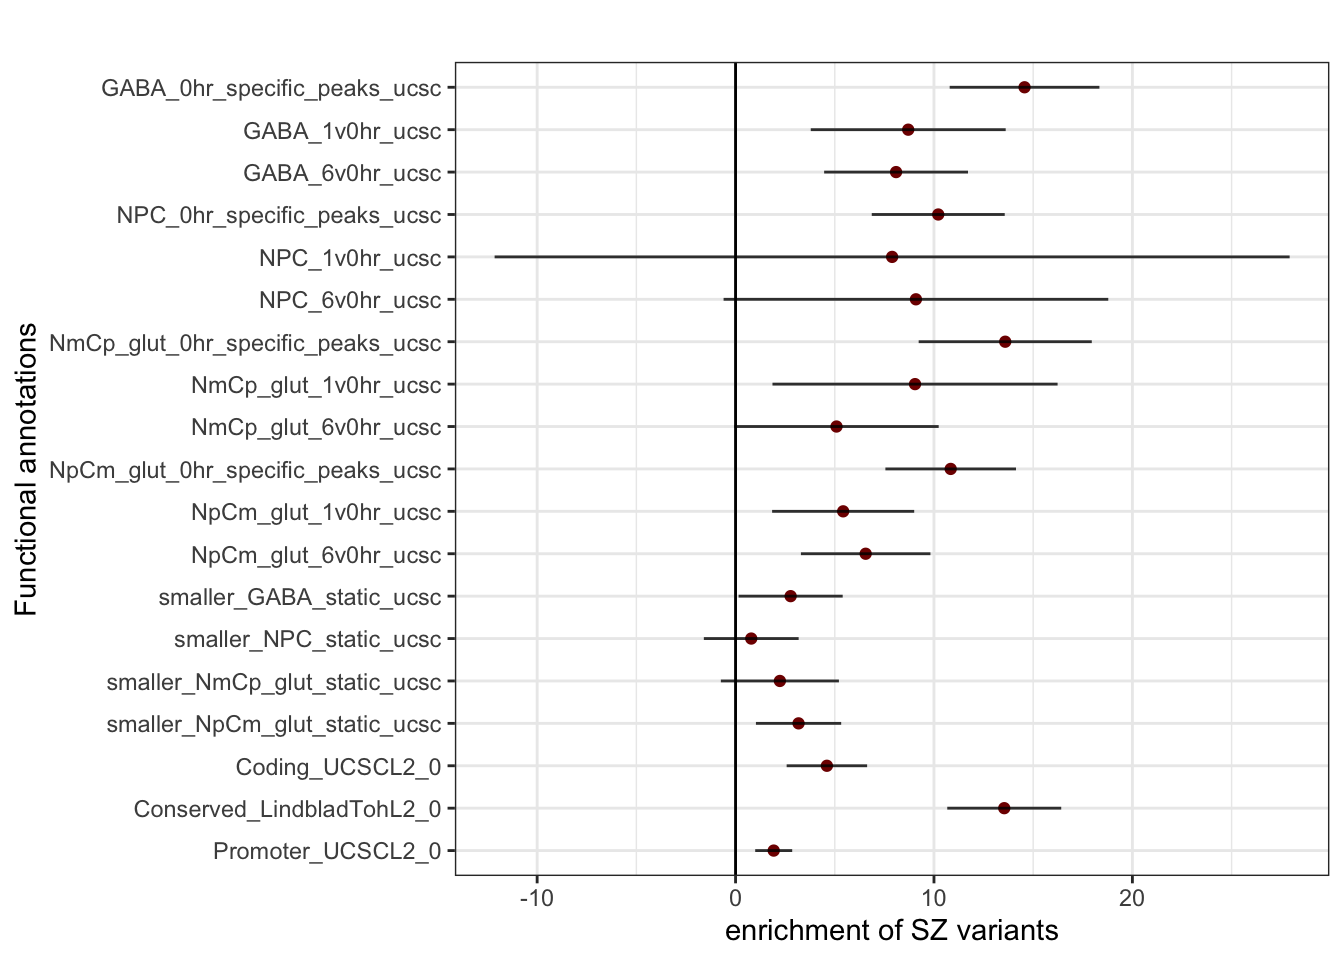 GABA_0hr_specific_peaks_ucsc
GABA_1v0hr_ucsc
GABA_6v0hr_ucsc
NPC_0hr_specific_peaks_ucsc
NPC_1v0hr_ucsc
NPC_6v0hr_ucsc
NmCp_glut_0hr_specific_peaks_ucsc
NmCp_glut_1v0hr_ucsc
NmCp_glut_6v0hr_ucsc
NpCm_glut_0hr_specific_peaks_ucsc
NpCm_glut_1v0hr_ucsc
NpCm_glut_6v0hr_ucsc
smaller_GABA_static_ucsc
smaller_NPC_static_ucsc
smaller_NmCp_glut_static_ucsc
smaller_NpCm_glut_static_ucsc
Coding_UCSCL2_0
Conserved_LindbladTohL2_0
Promoter_UCSCL2_0
Functional annotations
-10 0 10 20
enrichment of SZ variants